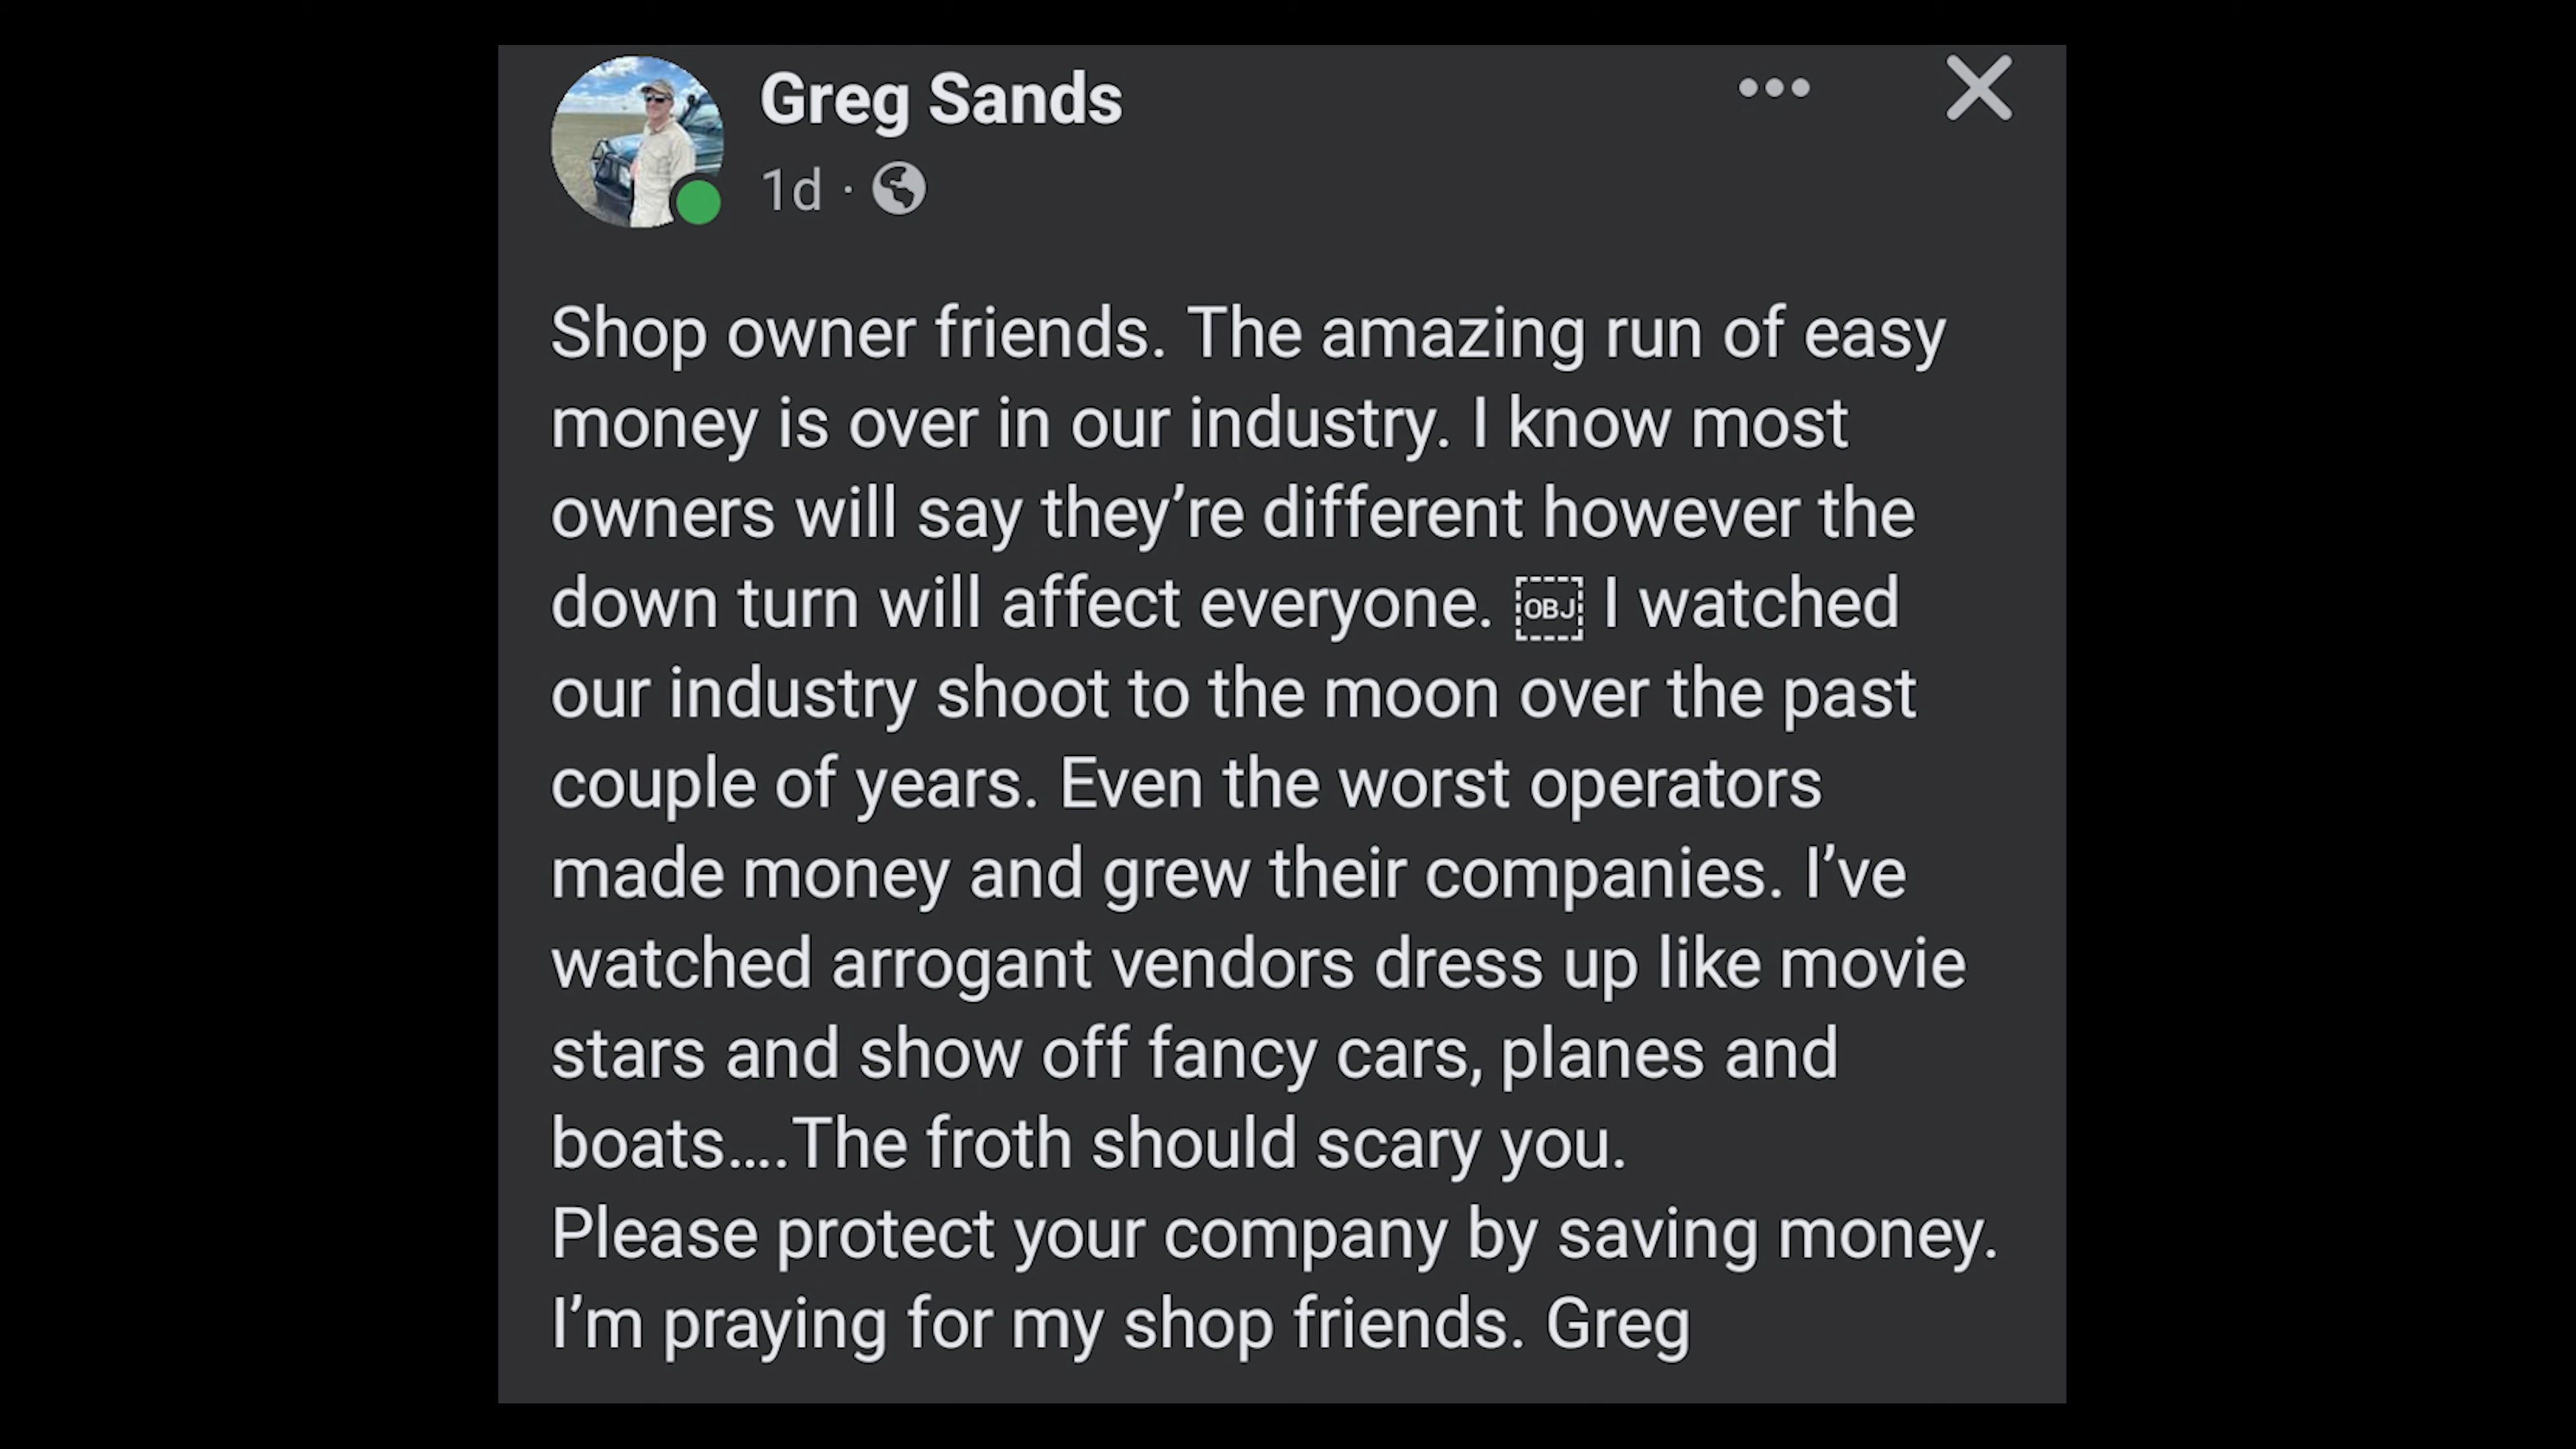 Greg Sands
1d ·
Shop owner friends. The amazing run of easy
money is over in our industry. I know most
owners will say they’re different however the
down turn will affect everyone. OBJ I watched
our industry shoot to the moon over the past
couple of years. Even the worst operators
made money and grew their companies. I’ve
watched arrogant vendors dress up like movie
stars and show off fancy cars, planes and
boats….The froth should scary you.
Please protect your company by saving money.
I’m praying for my shop friends. Greg